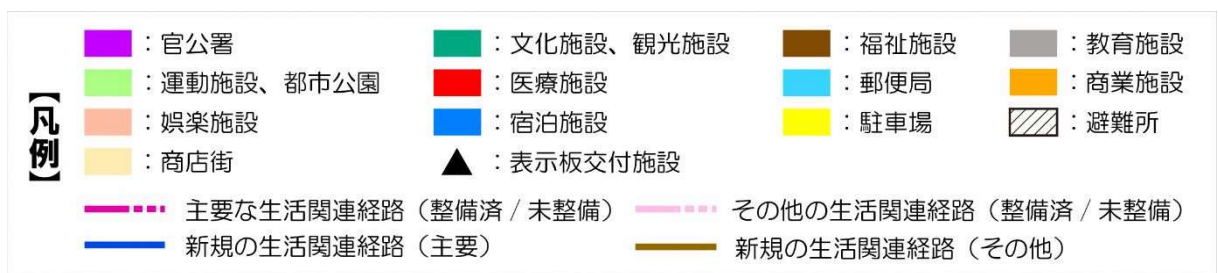 【凡例】
：官公署 ：文化施設、観光施設 ：福祉施設 ：教育施設
：運動施設、都市公園 ：医療施設 ：郵便局 ：商業施設
：娯楽施設 ：宿泊施設 ：駐車場 ：避難所
：商店街 ：表示板交付施設
主要な生活関連経路（整備済 / 未整備） その他の生活関連経路（整備済 / 未整備）
新規の生活関連経路（主要） 新規の生活関連経路（その他）